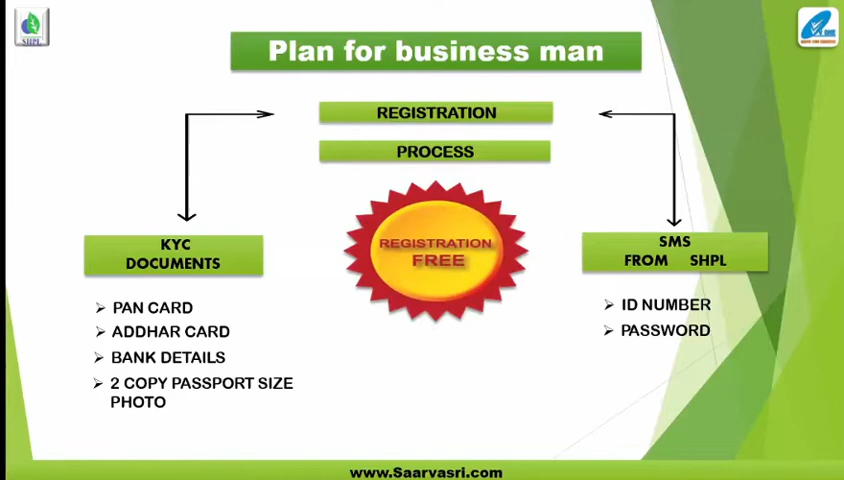 SHPL
Plan for business man
REGISTRATION
PROCESS
REGISTRATION
FREE
KYC
DOCUMENTS
PAN CARD
ADDHAR CARD
BANK DETAILS
2 COPY PASSPORT SIZE
PHOTO
SMS
FROM SHPL
ID NUMBER
PASSWORD
www.Saarvasri.com